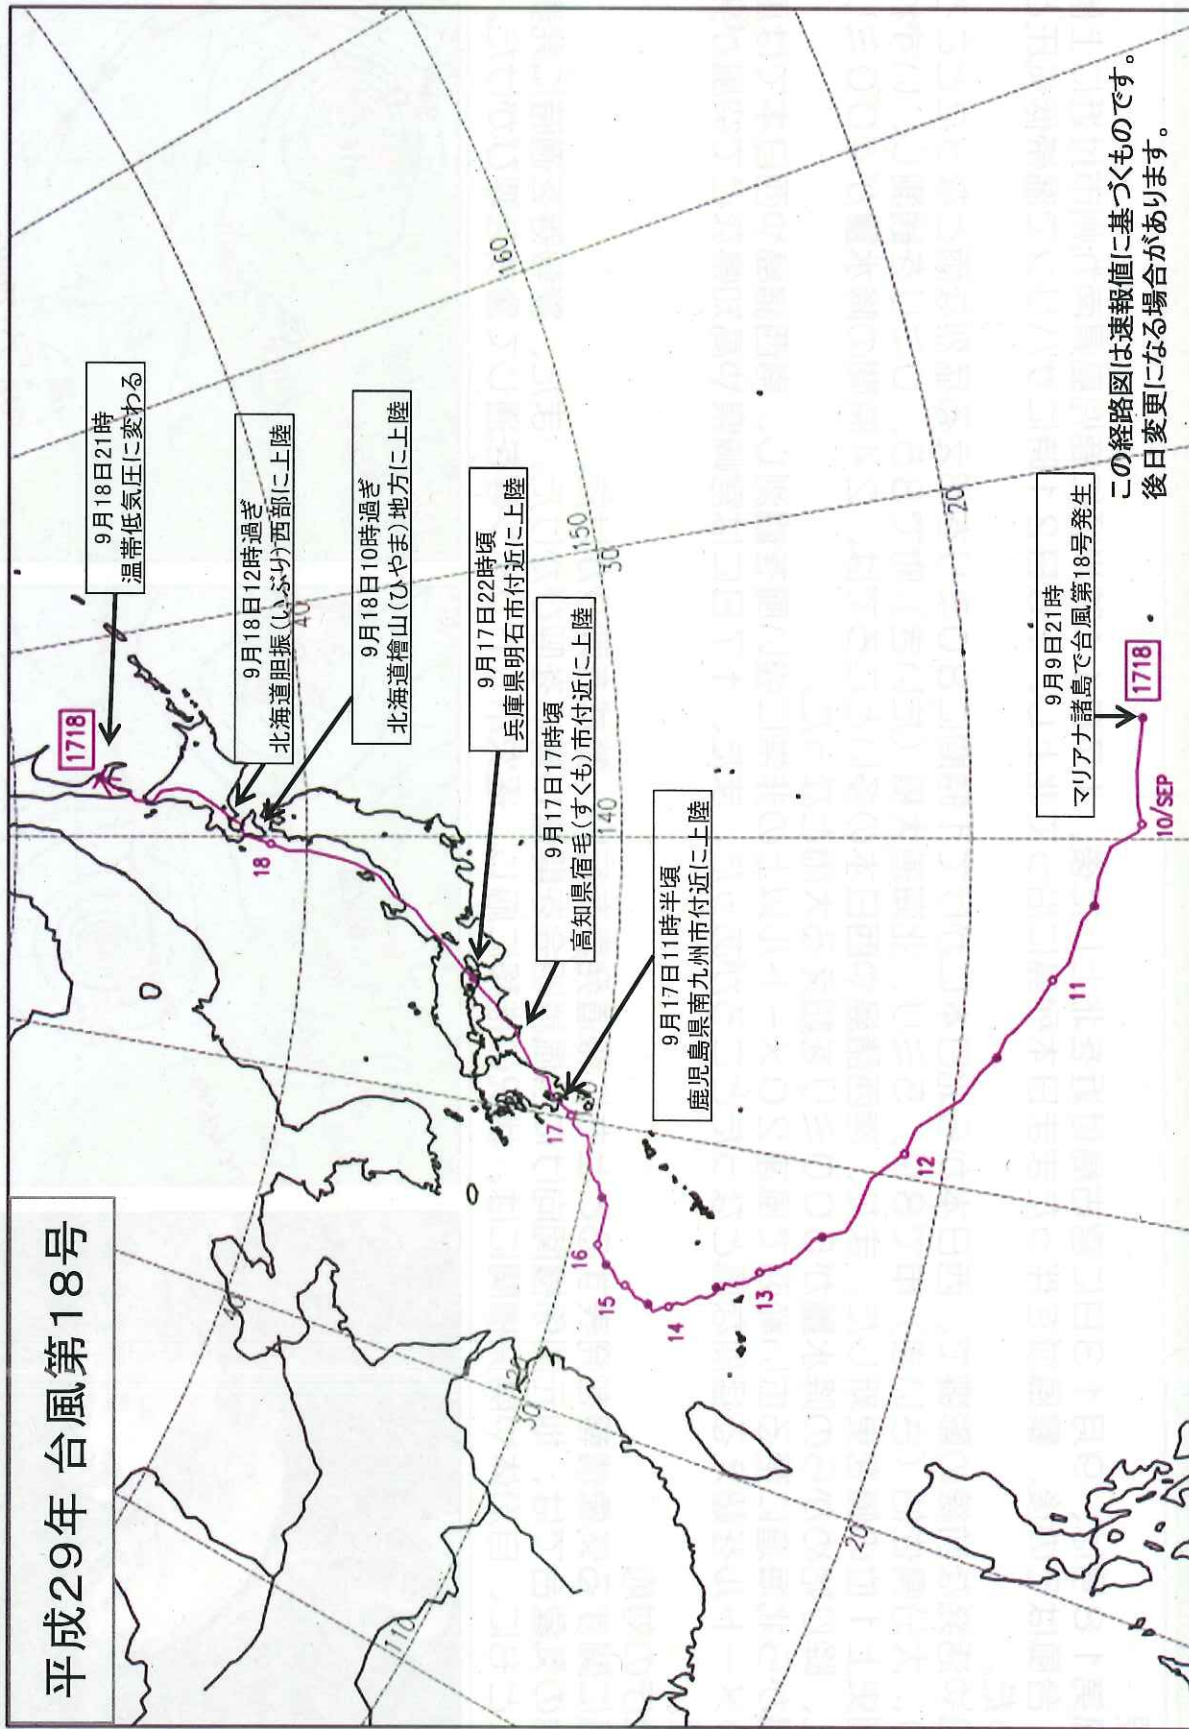 平成29年 台風第18号
9月18日21時
温帯低気圧に変わる
1718
9月18日12時過ぎ
北海道胆振(いぶり)西部に上陸
9月18日10時過ぎ
北海道檜山(ひやま)地方に上陸
9月17日22時頃
兵庫県明石市付近に上陸
9月17日17時頃
高知県宿毛(すくも)市付近に上陸
9月17日11時半頃
鹿児島県南九州市付近に上陸
9月9日21時
マリアナ諸島で台風第18号発生
1718
10/SEP
11
12
13
14
15
16
17
18
110
120
130
140
150
160
40
40
30
30
20
20
この経路図は速報値に基づくものです。
後日変更になる場合があります。